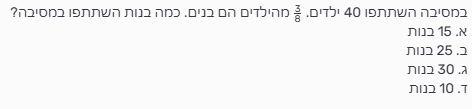 במסיבה השתתפו 40 ילדים. 3/8 מהילדים הם בנים. כמה בנות השתתפו במסיבה?
א. 15 בנות
ב. 25 בנות
ג. 30 בנות
ד. 10 בנות